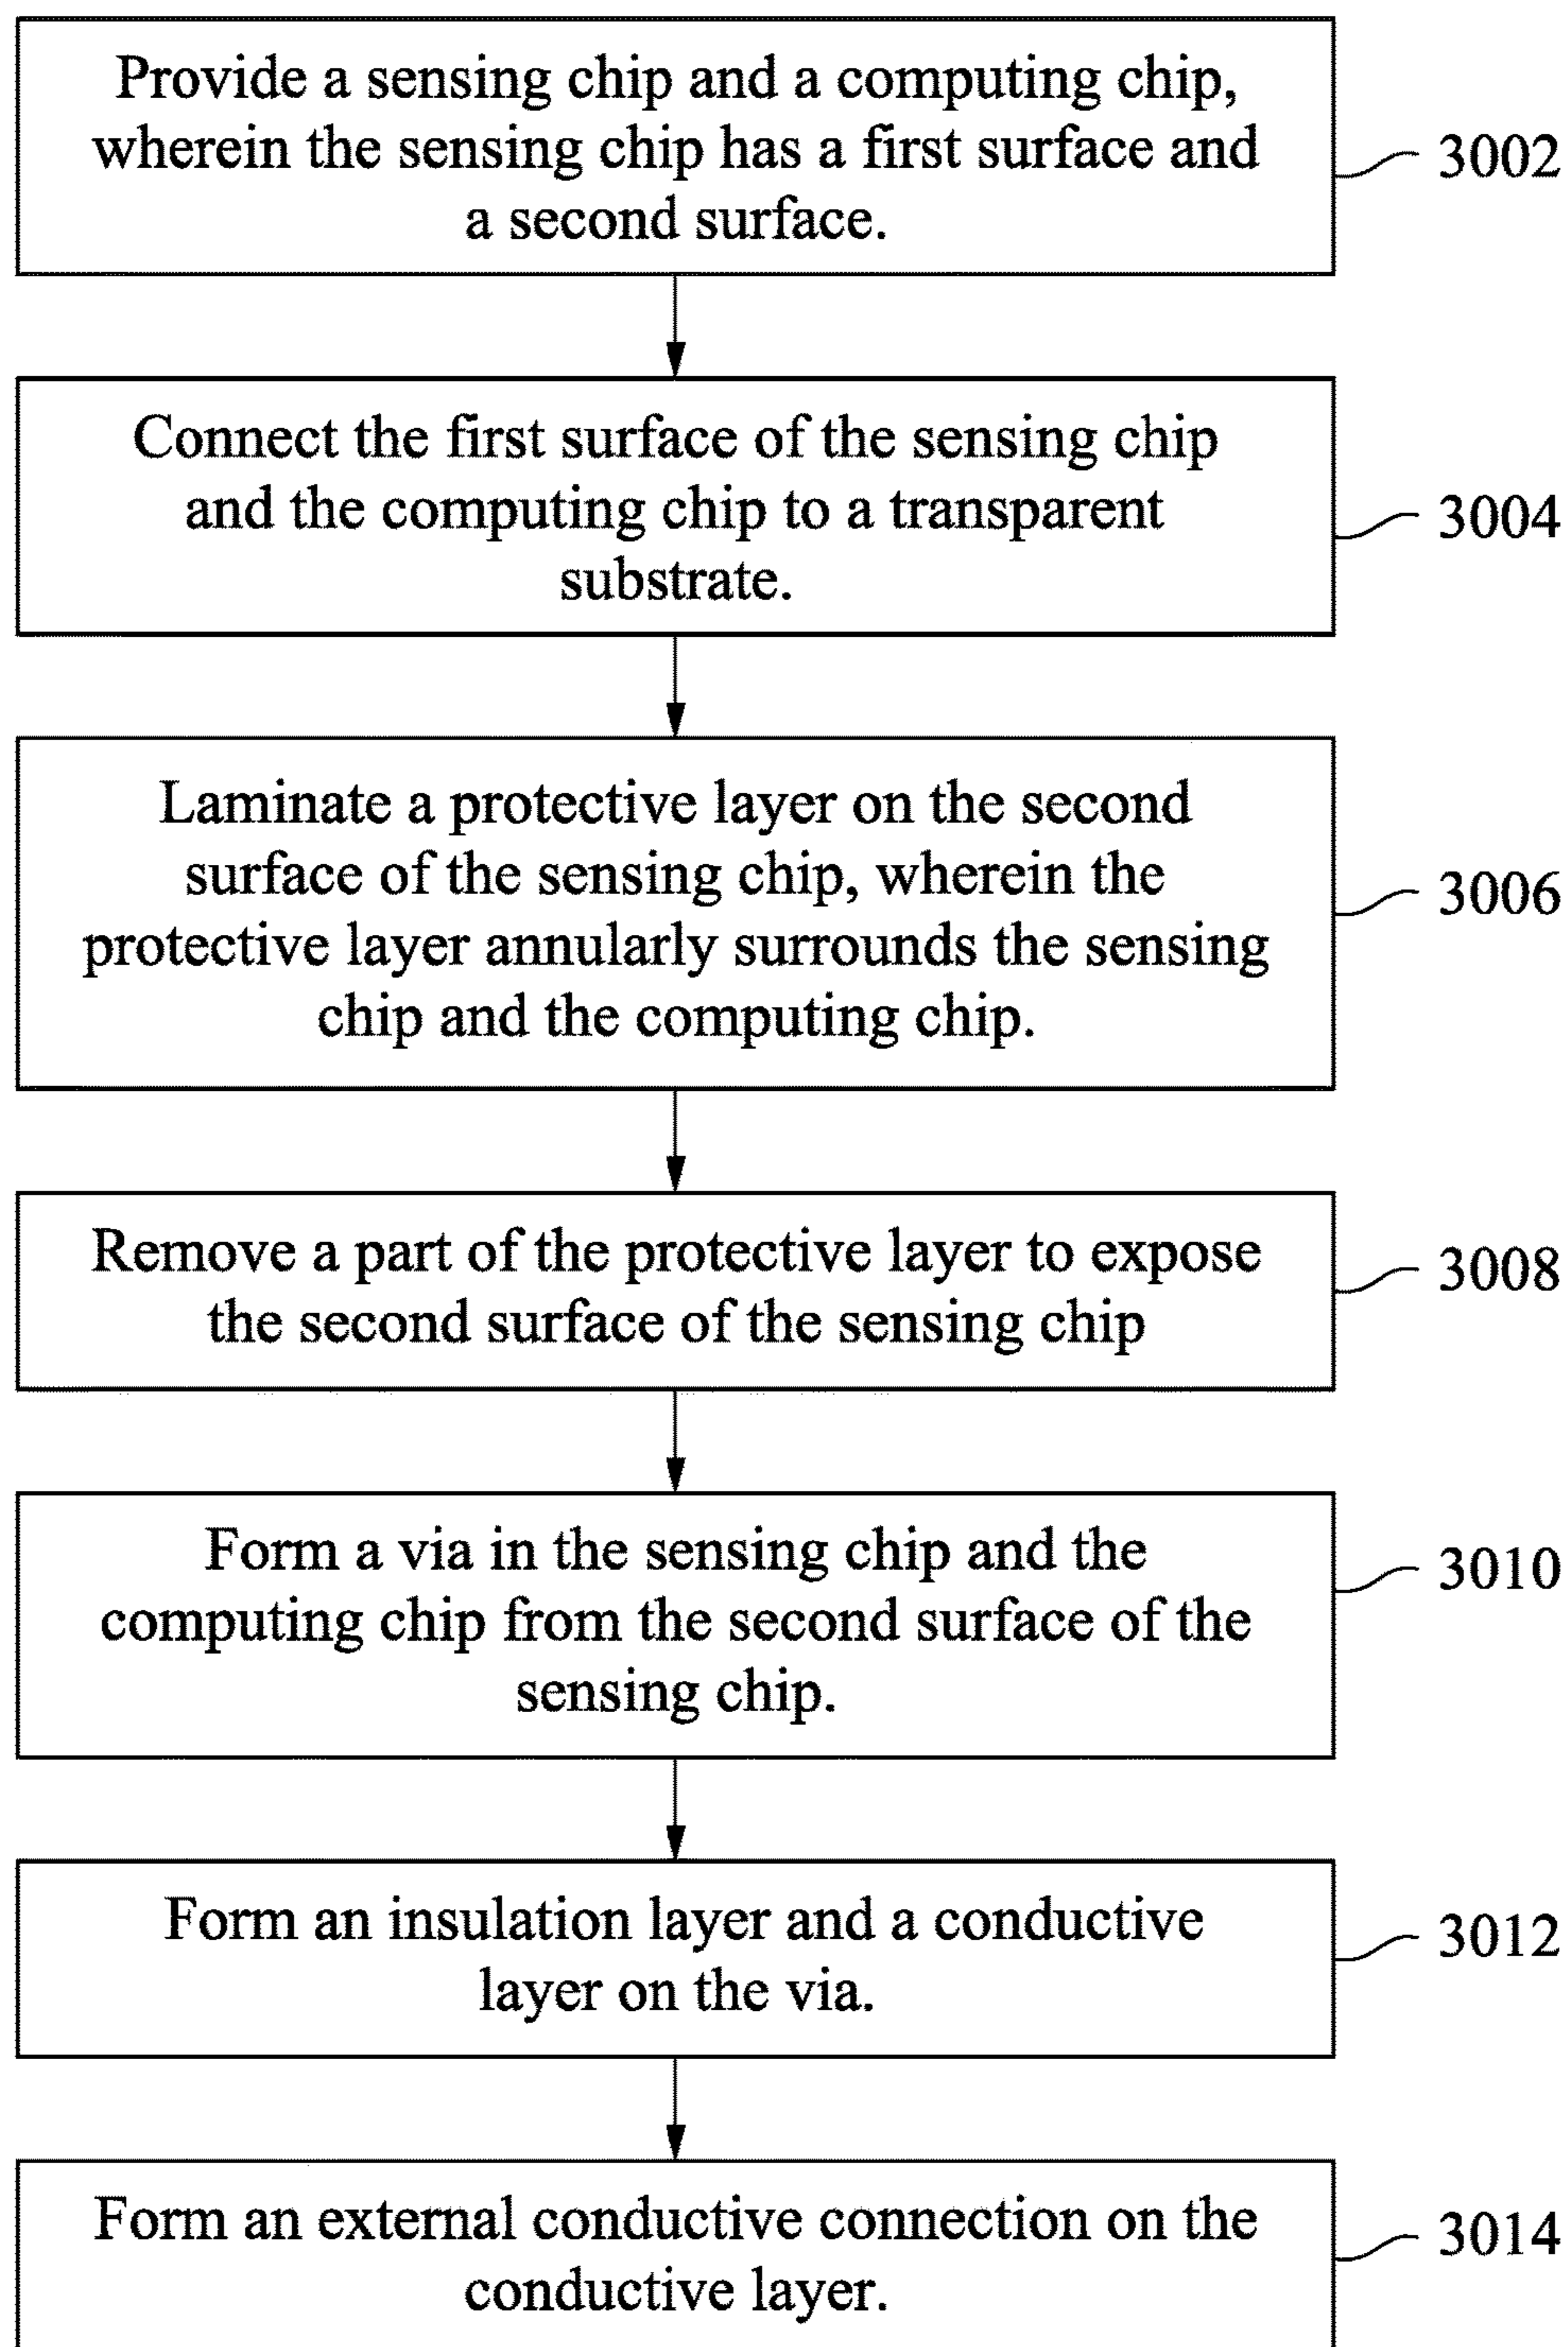 Provide a sensing chip and a computing chip,
wherein the sensing chip has a first surface and
a second surface.
3002
Connect the first surface of the sensing chip
and the computing chip to a transparent
substrate.
3004
Laminate a protective layer on the second
surface of the sensing chip, wherein the
protective layer annularly surrounds the sensing
chip and the computing chip.
3006
Remove a part of the protective layer to expose
the second surface of the sensing chip
3008
Form a via in the sensing chip and the
computing chip from the second surface of the
sensing chip.
3010
Form an insulation layer and a conductive
layer on the via.
3012
Form an external conductive connection on the
conductive layer.
3014